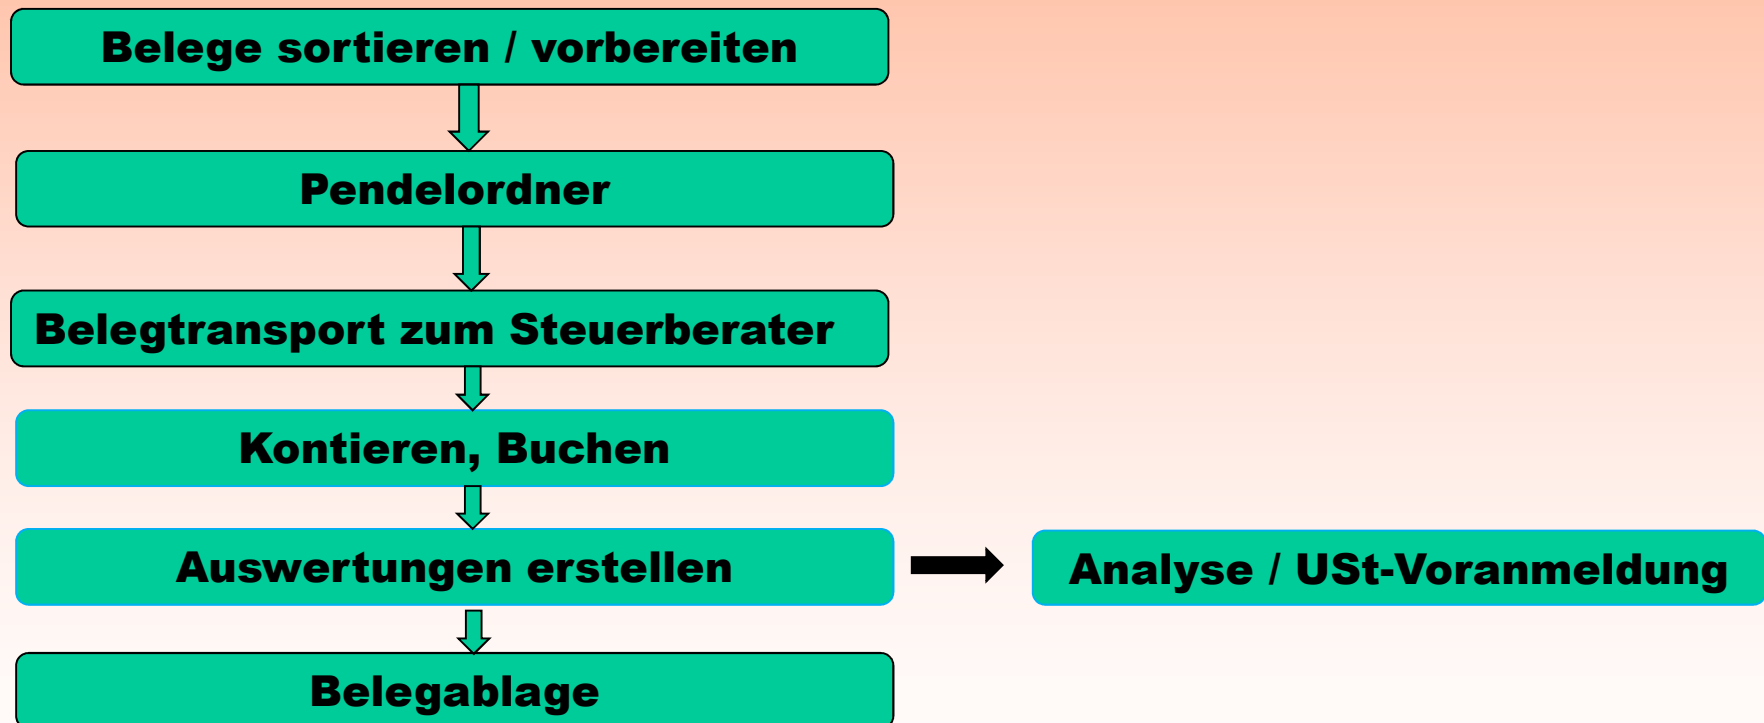 Belege sortieren / vorbereiten
Pendelordner
Belegtransport zum Steuerberater
Kontieren, Buchen
Auswertungen erstellen
Analyse / USt-Voranmeldung
Belegablage